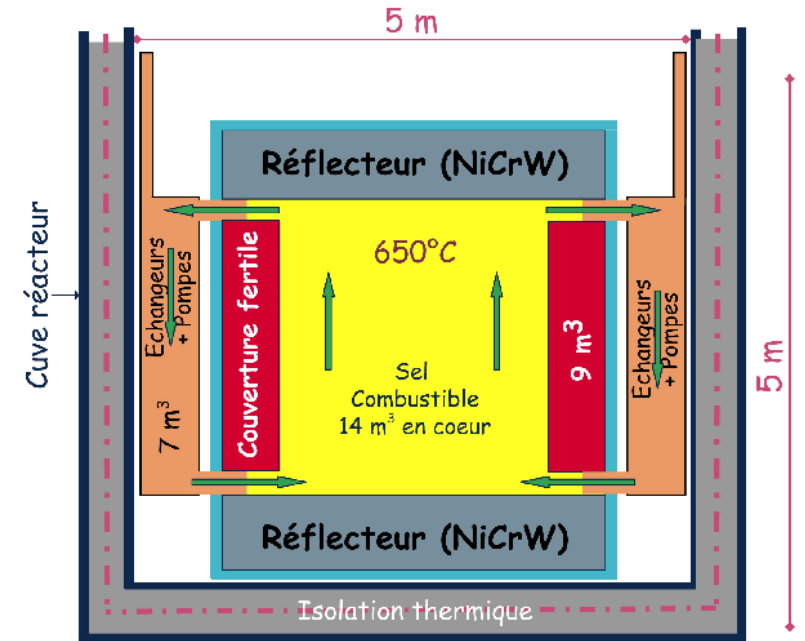 5 m
Réflecteur (NiCrW)
650°C
Cuve réacteur
Echangeurs
+ Pompes
7 m³
Couverture fertile
Sel
Combustible
14 m³ en coeur
9 m³
Echangeurs
+ Pompes
5 m
Réflecteur (NiCrW)
Isolation thermique